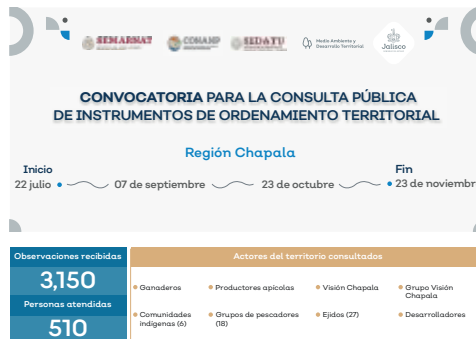 SEMARNAT
CONANP
SEDATU
Medio Ambiente y
Desarrollo Territorial
Jalisco
CONVOCATORIA PARA LA CONSULTA PÚBLICA
DE INSTRUMENTOS DE ORDENAMIENTO TERRITORIAL
Región Chapala
Inicio
Fin
22 julio
07 de septiembre
23 de octubre
23 de noviembr
Observaciones recibidas
3,150
Personas atendidas
510
Actores del territorio consultados
Ganaderos
Productores apícolas
Visión Chapala
Grupo Visión
Chapala
Comunidades
indígenas (6)
Grupos de pescadores
(18)
Ejidos (27)
Desarrolladores